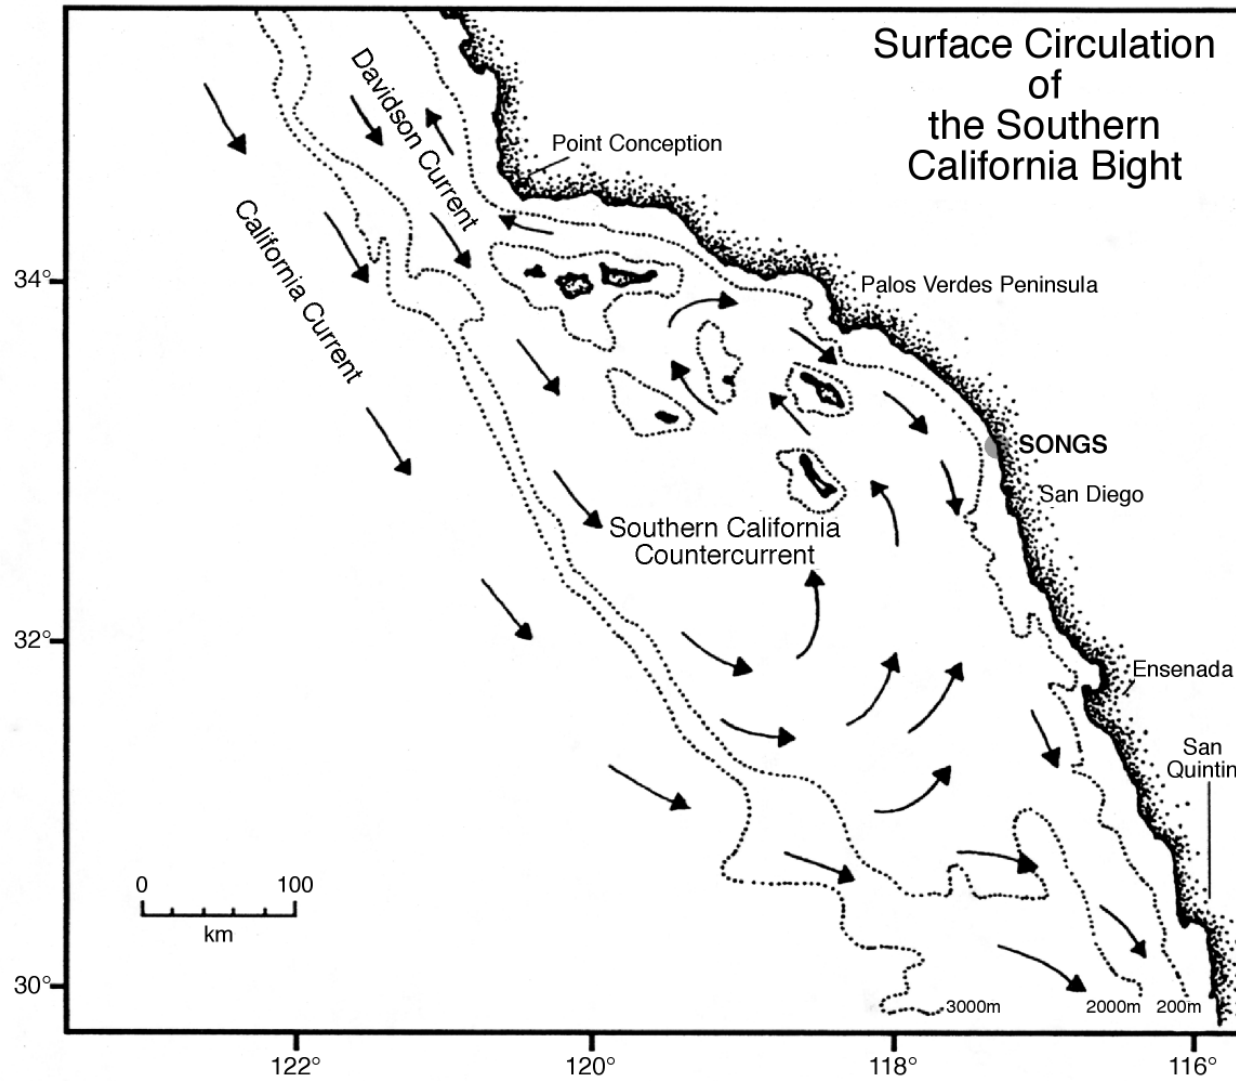 Surface Circulation
of
the Southern
California Bight
Davidson Current
Point Conception
California Current
34°
Palos Verdes Peninsula
SONGS
San Diego
Southern California
Countercurrent
32°
Ensenada
San
Quintin
0 100
km
30°
3000m 2000m 200m
122° 120° 118° 116°